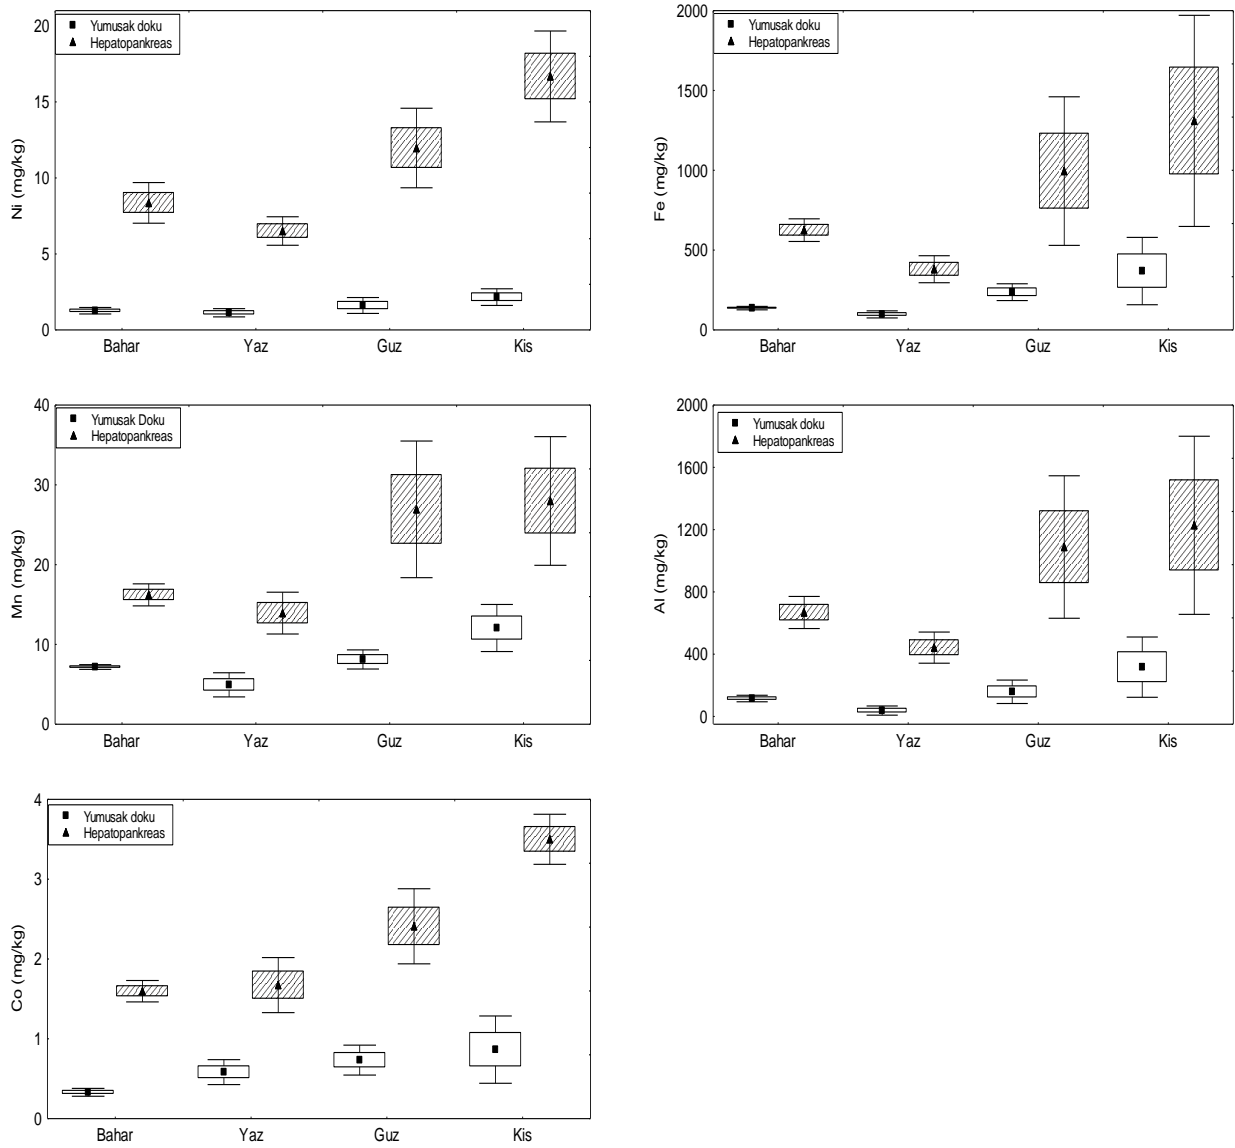 Yumusak doku
Hepatopankreas
Ni (mg/kg)
20
15
10
5
0
Bahar Yaz Guz Kis
Yumusak doku
Hepatopankreas
Fe (mg/kg)
2000
1500
1000
500
0
Bahar Yaz Guz Kis
Yumusak Doku
Hepatopankreas
Mn (mg/kg)
40
30
20
10
0
Bahar Yaz Guz Kis
Yumusak doku
Hepatopankreas
Al (mg/kg)
2000
1600
1200
800
400
0
Bahar Yaz Guz Kis
Yumusak doku
Hepatopankreas
Co (mg/kg)
4
3
2
1
0
Bahar Yaz Guz Kis